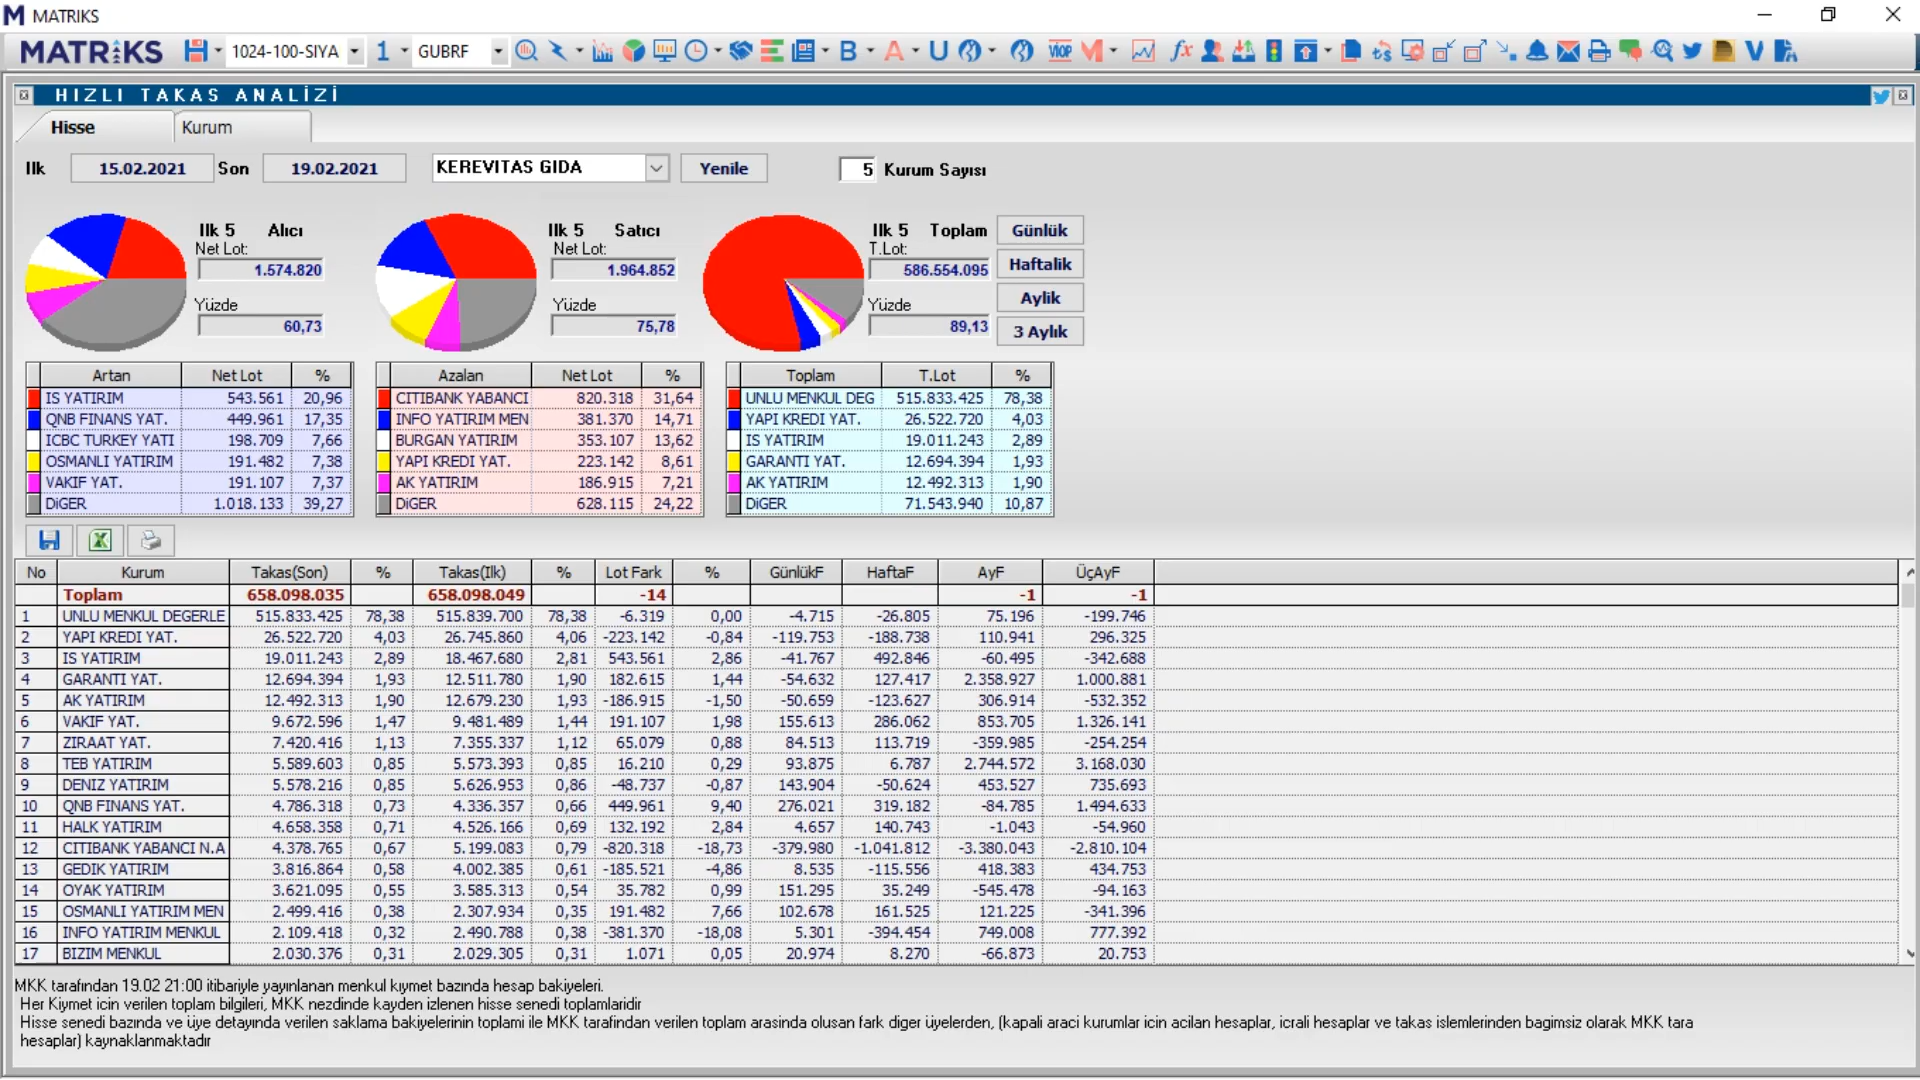 MATRIKS
MATRiKS 1024-100-SIYA 1 GUBRF B A U VIOP M fx V
HIZLI TAKAS ANALİZİ
Hisse Kurum
Ilk 15.02.2021 Son 19.02.2021 KEREVITAS GIDA Yenile 5 Kurum Sayısı
Ilk 5 Alıcı Ilk 5 Satıcı Ilk 5 Toplam Günlük
Net Lot: Net Lot: T.Lot:
1.574.820 1.964.852 586.554.095 Haftalik
Yüzde Yüzde Yüzde Aylik
60,73 75,78 89,13 3 Aylık
Artan Net Lot % Azalan Net Lot % Toplam T.Lot %
IS YATIRIM 543.561 20,96 CITIBANK YABANCI 820.318 31,64 UNLU MENKUL DEG 515.833.425 78,38
QNB FINANS YAT. 449.961 17,35 INFO YATIRIM MEN 381.370 14,71 YAPI KREDI YAT. 26.522.720 4,03
ICBC TURKEY YATI 198.709 7,66 BURGAN YATIRIM 353.107 13,62 IS YATIRIM 19.011.243 2,89
OSMANLI YATIRIM 191.482 7,38 YAPI KREDI YAT. 223.142 8,61 GARANTI YAT. 12.694.394 1,93
VAKIF YAT. 191.107 7,37 AK YATIRIM 186.915 7,21 AK YATIRIM 12.492.313 1,90
DiGER 1.018.133 39,27 DiGER 628.115 24,22 DiGER 71.543.940 10,87
No Kurum Takas(Son) % Takas(Ilk) % Lot Fark % GünlükF HaftaF AyF ÜçAyF
Toplam 658.098.035 658.098.049 -14 -1 -1
1 UNLU MENKUL DEGERLE 515.833.425 78,38 515.839.700 78,38 -6.319 0,00 -4.715 -26.805 75.196 -199.746
2 YAPI KREDI YAT. 26.522.720 4,03 26.745.860 4,06 -223.142 -0,84 -119.753 -188.738 110.941 296.325
3 IS YATIRIM 19.011.243 2,89 18.467.680 2,81 543.561 2,86 -41.767 492.846 -60.495 -342.688
4 GARANTI YAT. 12.694.394 1,93 12.511.780 1,90 182.615 1,44 -54.632 127.417 2.358.927 1.000.881
5 AK YATIRIM 12.492.313 1,90 12.679.230 1,93 -186.915 -1,50 -50.659 -123.627 306.914 -532.352
6 VAKIF YAT. 9.672.596 1,47 9.481.489 1,44 191.107 1,98 155.613 286.062 853.705 1.326.141
7 ZIRAAT YAT. 7.420.416 1,13 7.355.337 1,12 65.079 0,88 84.513 113.719 -359.985 -254.254
8 TEB YATIRIM 5.589.603 0,85 5.573.393 0,85 16.210 0,29 93.875 6.787 2.744.572 3.168.030
9 DENIZ YATIRIM 5.578.216 0,85 5.626.953 0,86 -48.737 -0,87 143.904 -50.624 453.527 735.693
10 QNB FINANS YAT. 4.786.318 0,73 4.336.357 0,66 449.961 9,40 276.021 319.182 -84.785 1.494.633
11 HALK YATIRIM 4.658.358 0,71 4.526.166 0,69 132.192 2,84 4.657 140.743 -1.043 -54.960
12 CITIBANK YABANCI N.A 4.378.765 0,67 5.199.083 0,79 -820.318 -18,73 -379.980 -1.041.812 -3.380.043 -2.810.104
13 GEDIK YATIRIM 3.816.864 0,58 4.002.385 0,61 -185.521 -4,86 8.535 -115.556 418.383 434.753
14 OYAK YATIRIM 3.621.095 0,55 3.585.313 0,54 35.782 0,99 151.295 35.249 -545.478 -94.163
15 OSMANLI YATIRIM MEN 2.499.416 0,38 2.307.934 0,35 191.482 7,66 102.678 161.525 121.225 -341.396
16 INFO YATIRIM MENKUL 2.109.418 0,32 2.490.788 0,38 -381.370 -18,08 5.301 -394.454 749.008 777.392
17 BIZIM MENKUL 2.030.376 0,31 2.029.305 0,31 1.071 0,05 20.974 8.270 -66.873 20.753
MKK tarafından 19.02 21:00 itibariyle yayınlanan menkul kıymet bazında hesap bakiyeleri.
Her Kiymet icin verilen toplam bilgileri, MKK nezdinde kayden izlenen hisse senedi toplamlaridir
Hisse senedi bazında ve üye detayında verilen saklama bakiyelerinin toplami ile MKK tarafından verilen toplam arasinda olusan fark diger üyelerden, (kapali araci kurumlar icin acilan hesaplar, icrali hesaplar ve takas islemlerinden bagimsiz olarak MKK tara
hesaplar) kaynaklanmaktadır